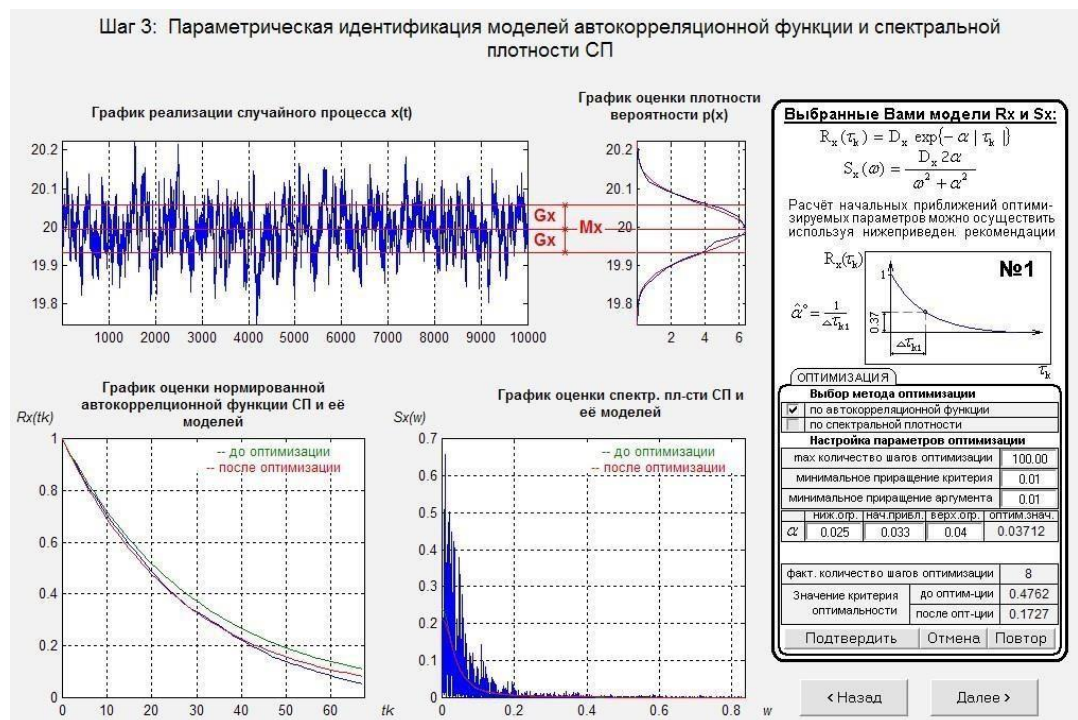 Шаг 3: Параметрическая идентификация моделей автокорреляционной функции и спектральной
плотности СП
График реализации случайного процесса x(t)
20.2
20.1
20
19.9
19.8
1000 2000 3000 4000 5000 6000 7000 8000 9000 10000
Gx
Gx
Mx
График оценки плотности
вероятности p(x)
20.2
20.1
20
19.9
19.8
2 4 6
График оценки нормированной
автокоррелционной функции СП и её
моделей
Rx(tk)
-- до оптимизации
-- после оптимизации
1
0.8
0.6
0.4
0.2
0
0 10 20 30 40 50 60 tk
График оценки спектр. пл-сти СП и
её моделей
Sx(w)
-- до оптимизации
-- после оптимизации
0.7
0.6
0.5
0.4
0.3
0.2
0.1
0
0 0.2 0.4 0.6 0.8 w
Выбранные Вами модели Rx и Sx:
Rx(τk) = Dx exp{− α | τk |}
Sx(ω) = Dx 2α / ω² + α²
Расчёт начальных приближений оптими-
зируемых параметров можно осуществить
используя нижеприведен. рекомендации
Rx(τk)
№1
1
0.37
α̂° = 1 / △τk1
△τk1
τk
ОПТИМИЗАЦИЯ
Выбор метода оптимизации
по автокорреляционной функции
по спектральной плотности
Настройка параметров оптимизации
max количество шагов оптимизации 100.00
минимальное приращение критерия 0.01
минимальное приращение аргумента 0.01
ниж.огр. нач.прибл. верх.огр. оптим.знач.
α 0.025 0.033 0.04 0.03712
факт. количество шагов оптимизации 8
Значение критерия
оптимальности
до оптим-ции 0.4762
после опт-ции 0.1727
Подтвердить Отмена Повтор
<Назад Далее>